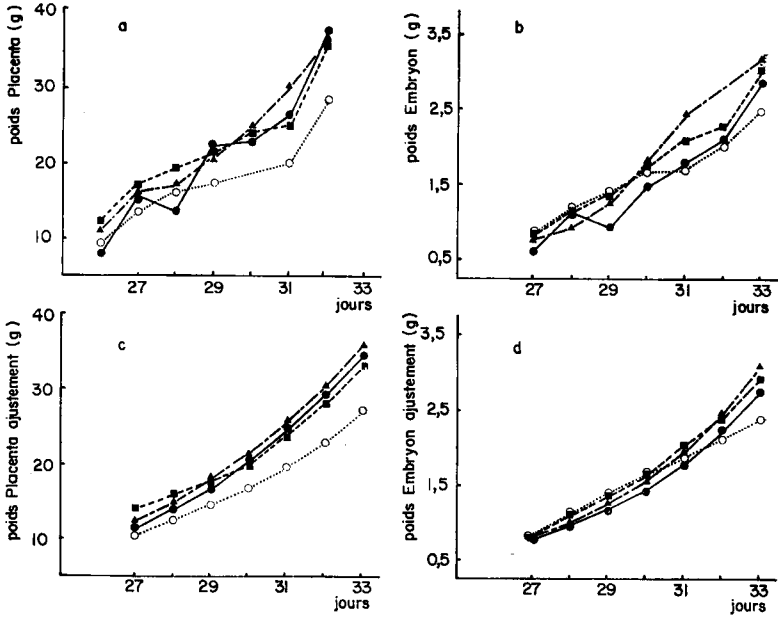 poids Placenta (g)
40
30
20
10
a
27 29 31 33
jours
poids Embryon (g)
3,5
2,5
1,5
0,5
b
27 29 31 33
jours
poids Placenta ajustement (g)
40
30
20
10
c
27 29 31 33
jours
poids Embryon ajustement (g)
3,5
2,5
1,5
0,5
d
27 29 31 33
jours